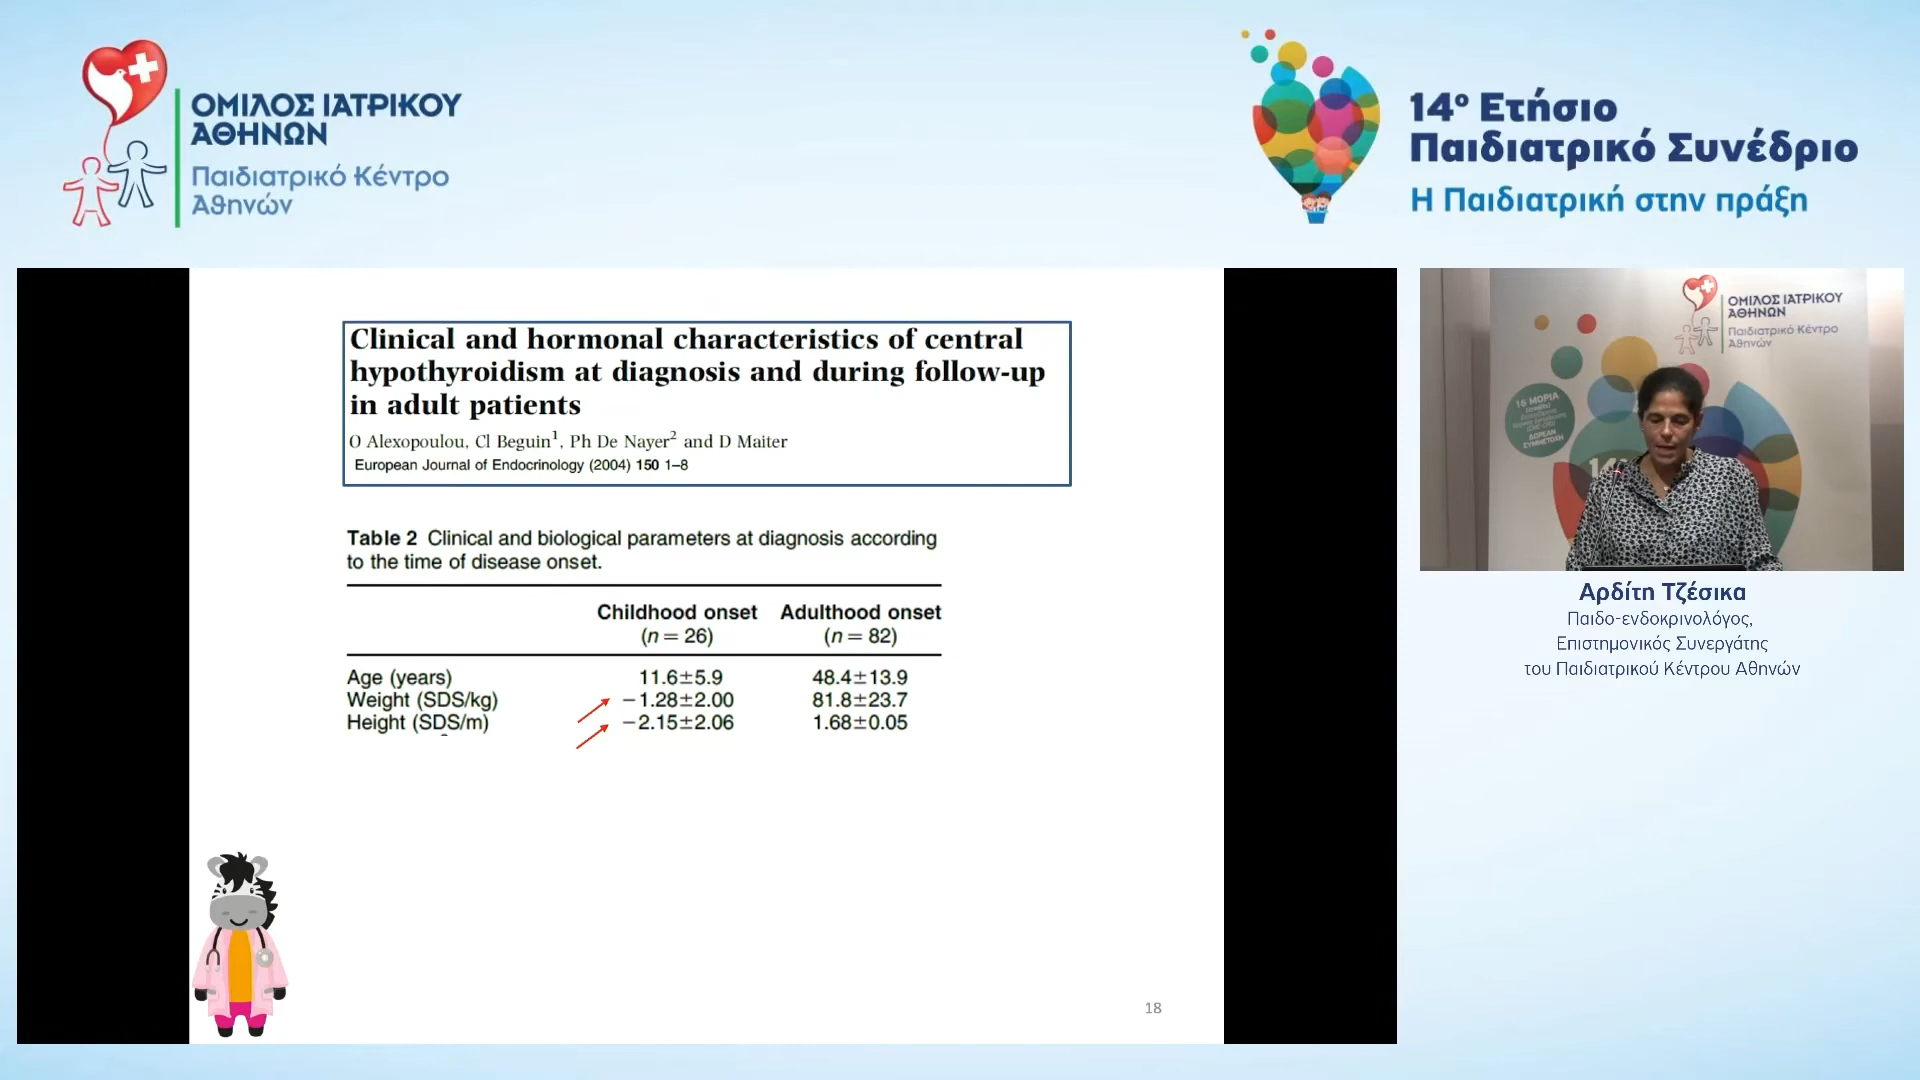 ΟΜΙΛΟΣ ΙΑΤΡΙΚΟΥ
ΑΘΗΝΩΝ
Παιδιατρικό Κέντρο
Αθηνών
14ο Ετήσιο
Παιδιατρικό Συνέδριο
Η Παιδιατρική στην πράξη
Clinical and hormonal characteristics of central
hypothyroidism at diagnosis and during follow-up
in adult patients
O Alexopoulou, Cl Beguin1, Ph De Nayer2 and D Maiter
European Journal of Endocrinology (2004) 150 1–8
Table 2 Clinical and biological parameters at diagnosis according
to the time of disease onset.
Childhood onset Adulthood onset
(n = 26) (n = 82)
Age (years) 11.6±5.9 48.4±13.9
Weight (SDS/kg) −1.28±2.00 81.8±23.7
Height (SDS/m) −2.15±2.06 1.68±0.05
18
ΟΜΙΛΟΣ ΙΑΤΡΙΚΟΥ
ΑΘΗΝΩΝ
Παιδιατρικό Κέντρο
Αθηνών
16 ΜΟΡΙΑ
ΔΩΡΕΑΝ
ΣΥΜΜΕΤΟΧΗ
14
Αρδίτη Τζέσικα
Παιδο-ενδοκρινολόγος,
Επιστημονικός Συνεργάτης
του Παιδιατρικού Κέντρου Αθηνών